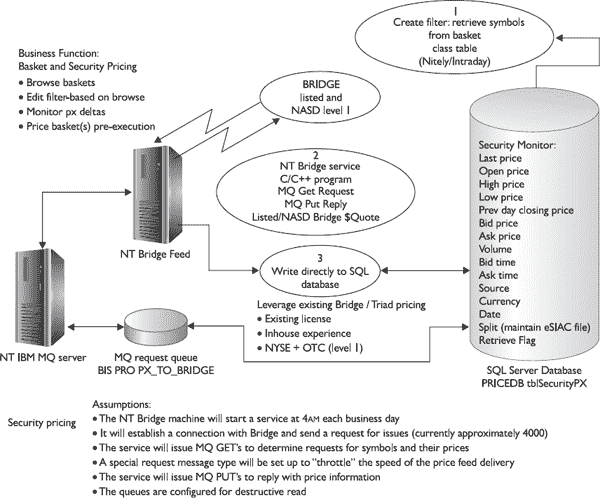 1
Create filter: retrieve symbols
from basket
class table
(Nitely/Intraday)
Business Function:
Basket and Security Pricing
• Browse baskets
• Edit filter-based on browse
• Monitor px deltas
• Price basket(s) pre-execution
BRIDGE
listed and
NASD level 1
2
NT Bridge service
C/C++ program
MQ Get Request
MQ Put Reply
Listed/NASD Bridge $Quote
NT Bridge Feed
3
Write directly to SQL
database
Leverage existing Bridge / Triad pricing
• Existing license
• Inhouse experience
• NYSE + OTC (level 1)
NT IBM MQ server
MQ request queue
BIS PRO PX_TO_BRIDGE
Security Monitor:
Last price
Open price
High price
Low price
Prev day closing price
Bid price
Ask price
Volume
Bid time
Ask time
Source
Currency
Date
Split (maintain eSIAC file)
Retrieve Flag
SQL Server Database
PRICEDB tblSecurityPX
Security pricing
Assumptions:
• The NT Bridge machine will start a service at 4AM each business day
• It will establish a connection with Bridge and send a request for issues (currently approximately 4000)
• The service will issue MQ GET's to determine requests for symbols and their prices
• A special request message type will be set up to "throttle" the speed of the price feed delivery
• The service will issue MQ PUT's to reply with price information
• The queues are configured for destructive read